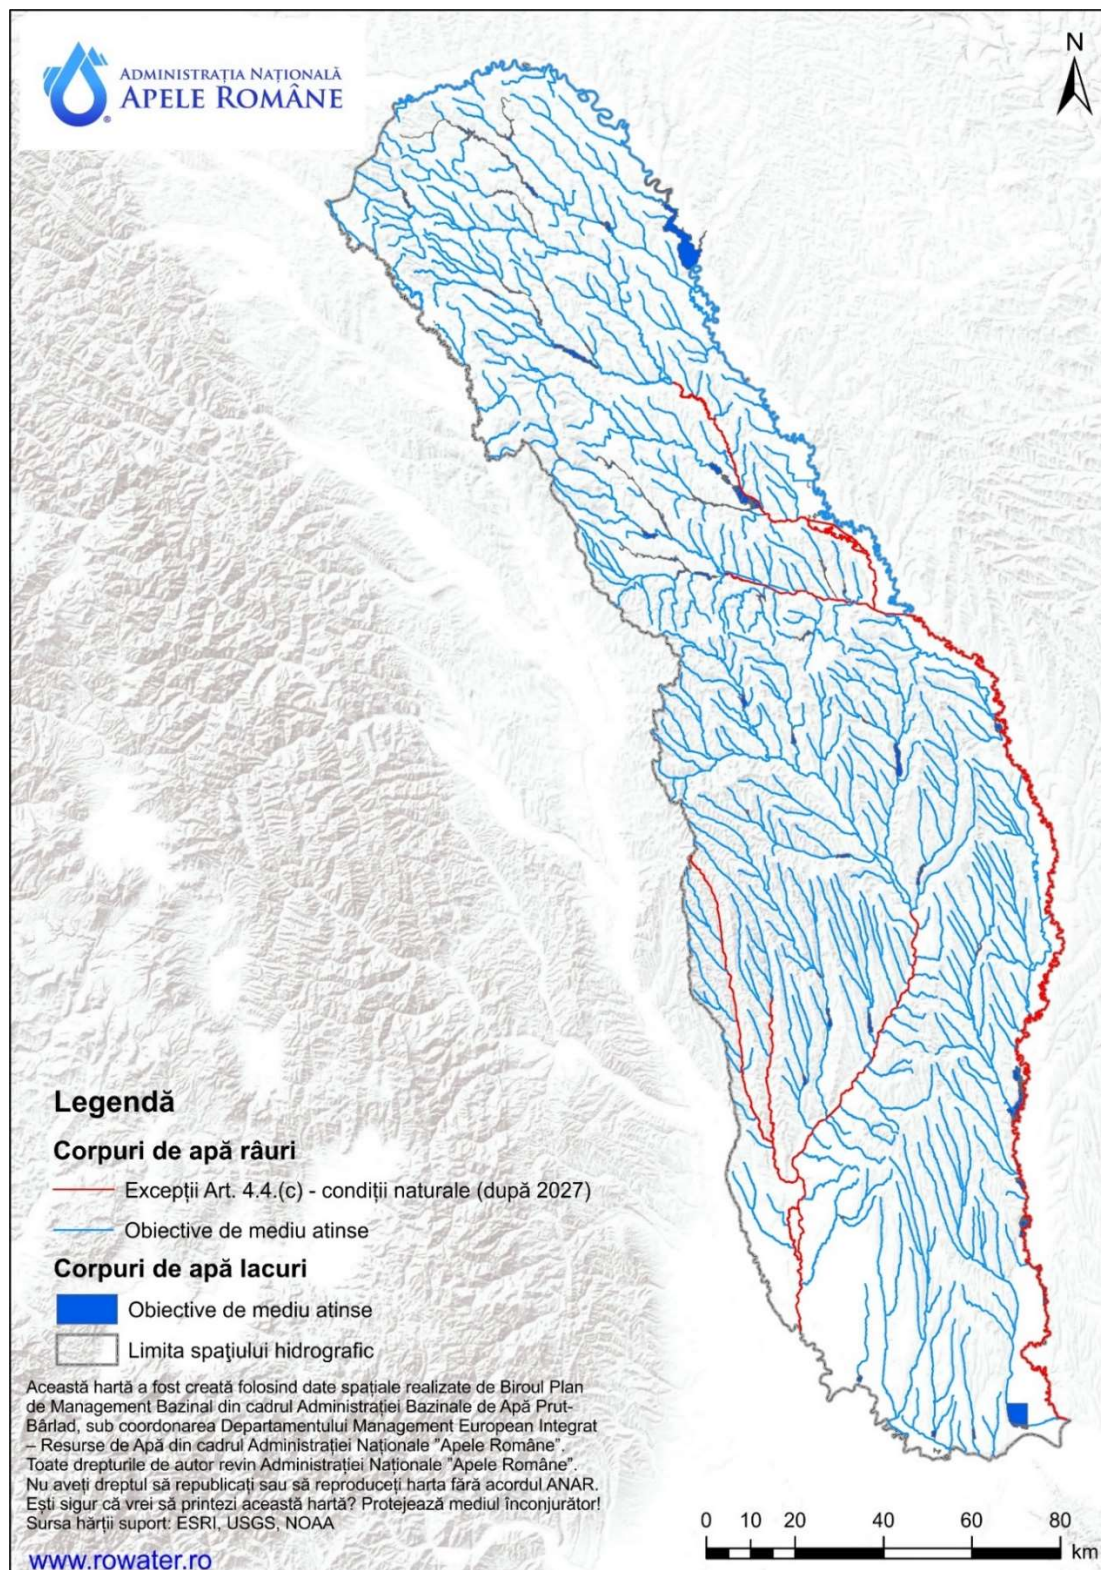 ADMINISTRAȚIA NAȚIONALĂ
APELE ROMÂNE
®
N
Legendă
Corpuri de apă râuri
Excepții Art. 4.4.(c) - condiții naturale (după 2027)
Obiective de mediu atinse
Corpuri de apă lacuri
Obiective de mediu atinse
Limita spaţiului hidrografic
Această hartă a fost creată folosind date spațiale realizate de Biroul Plan
de Management Bazinal din cadrul Administrației Bazinale de Apă Prut-
Bârlad, sub coordonarea Departamentului Management European Integrat
– Resurse de Apă din cadrul Administrației Naționale "Apele Române".
Toate drepturile de autor revin Administrației Naționale "Apele Române".
Nu aveți dreptul să republicați sau să reproduceți harta fără acordul ANAR.
Ești sigur că vrei să printezi această hartă? Protejează mediul înconjurător!
Sursa hărții suport: ESRI, USGS, NOAA
www.rowater.ro
0 10 20 40 60 80
km